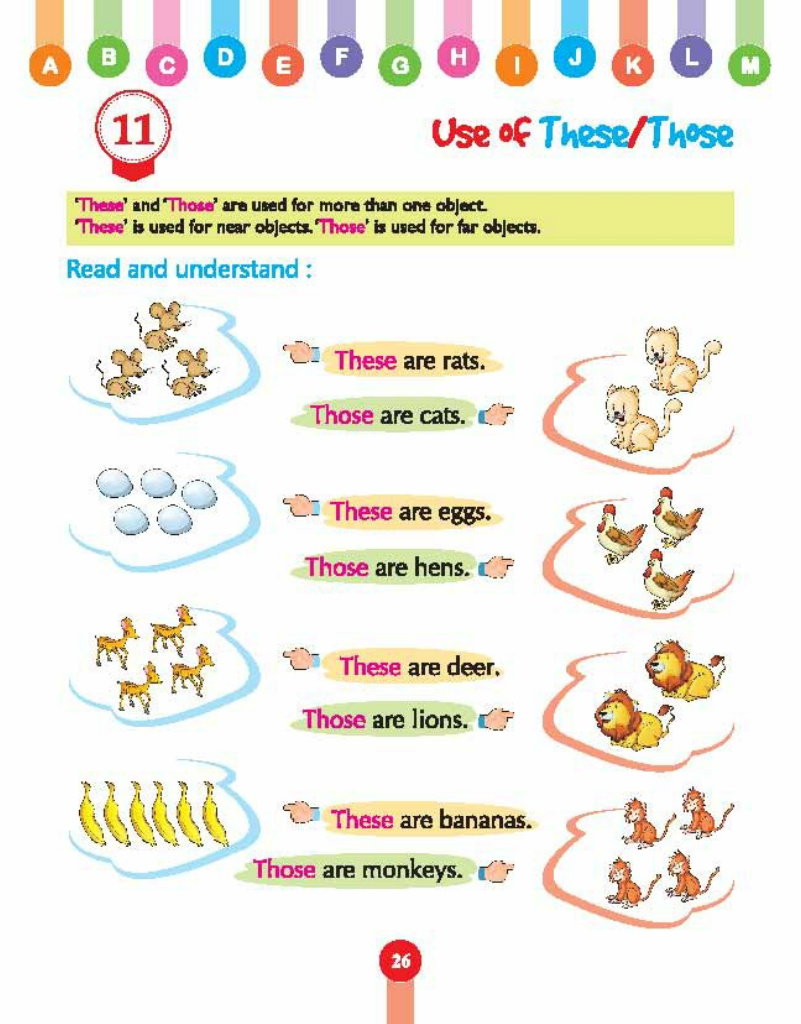 A B C D E F G H I J K L M
11
Use of These/Those
'These' and 'Those' are used for more than one object.
'These' is used for near objects. 'Those' is used for far objects.
Read and understand :
These are rats.
Those are cats.
These are eggs.
Those are hens.
These are deer.
Those are lions.
These are bananas.
Those are monkeys.
26